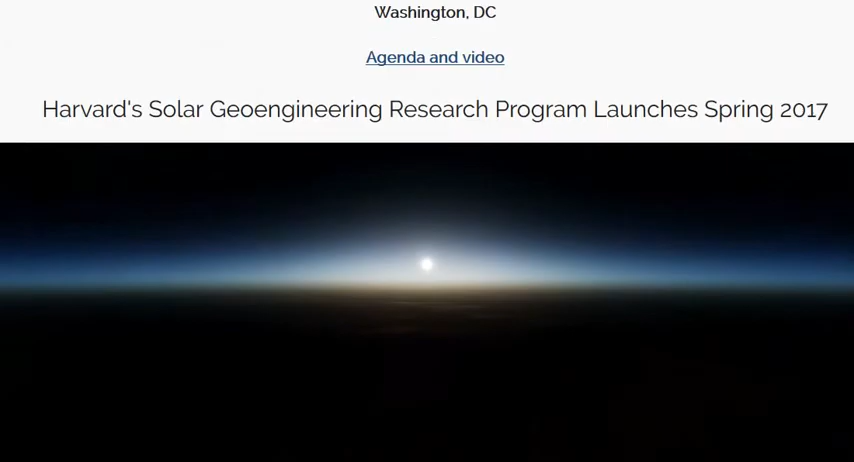 Washington, DC
Agenda and video
Harvard's Solar Geoengineering Research Program Launches Spring 2017